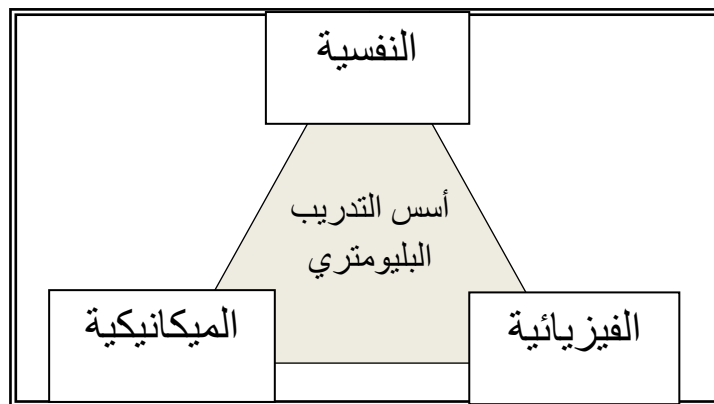 النفسية
أسس التدريب
البليومتري
الفيزيائية
الميكانيكية